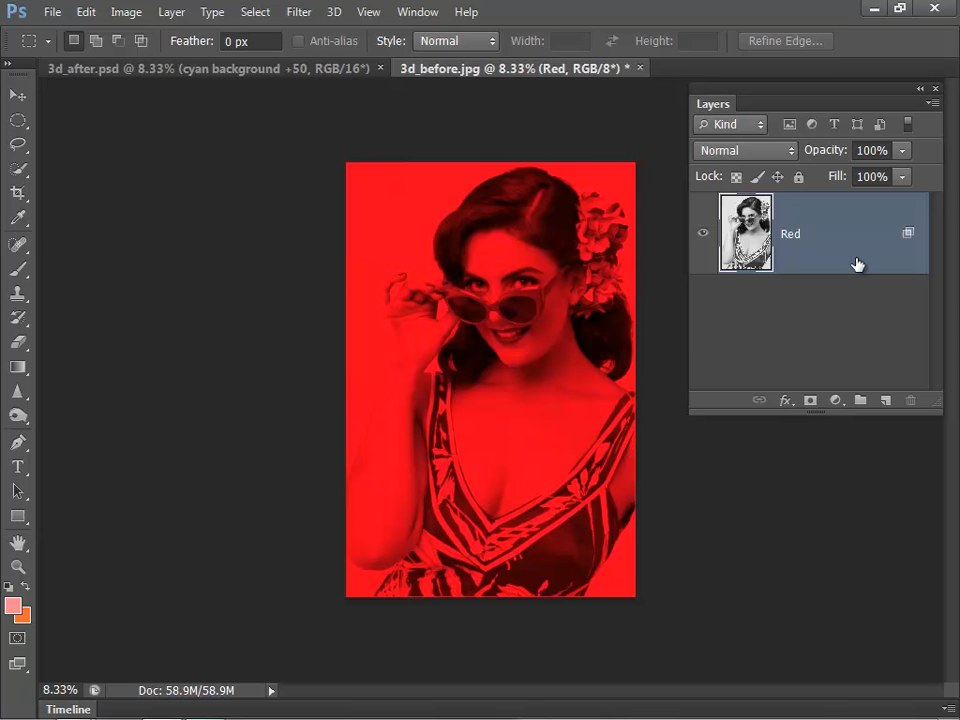 Ps File Edit Image Layer Type Select Filter 3D View Window Help
Feather: 0 px Anti-alias Style: Normal Width: Height: Refine Edge...
3d_after.psd @ 8.33% (cyan background +50, RGB/16*) × 3d_before.jpg @ 8.33% (Red, RGB/8*) * ×
Layers
Kind
Normal Opacity: 100%
Lock: Fill: 100%
Red
fx
8.33% Doc: 58.9M/58.9M
Timeline